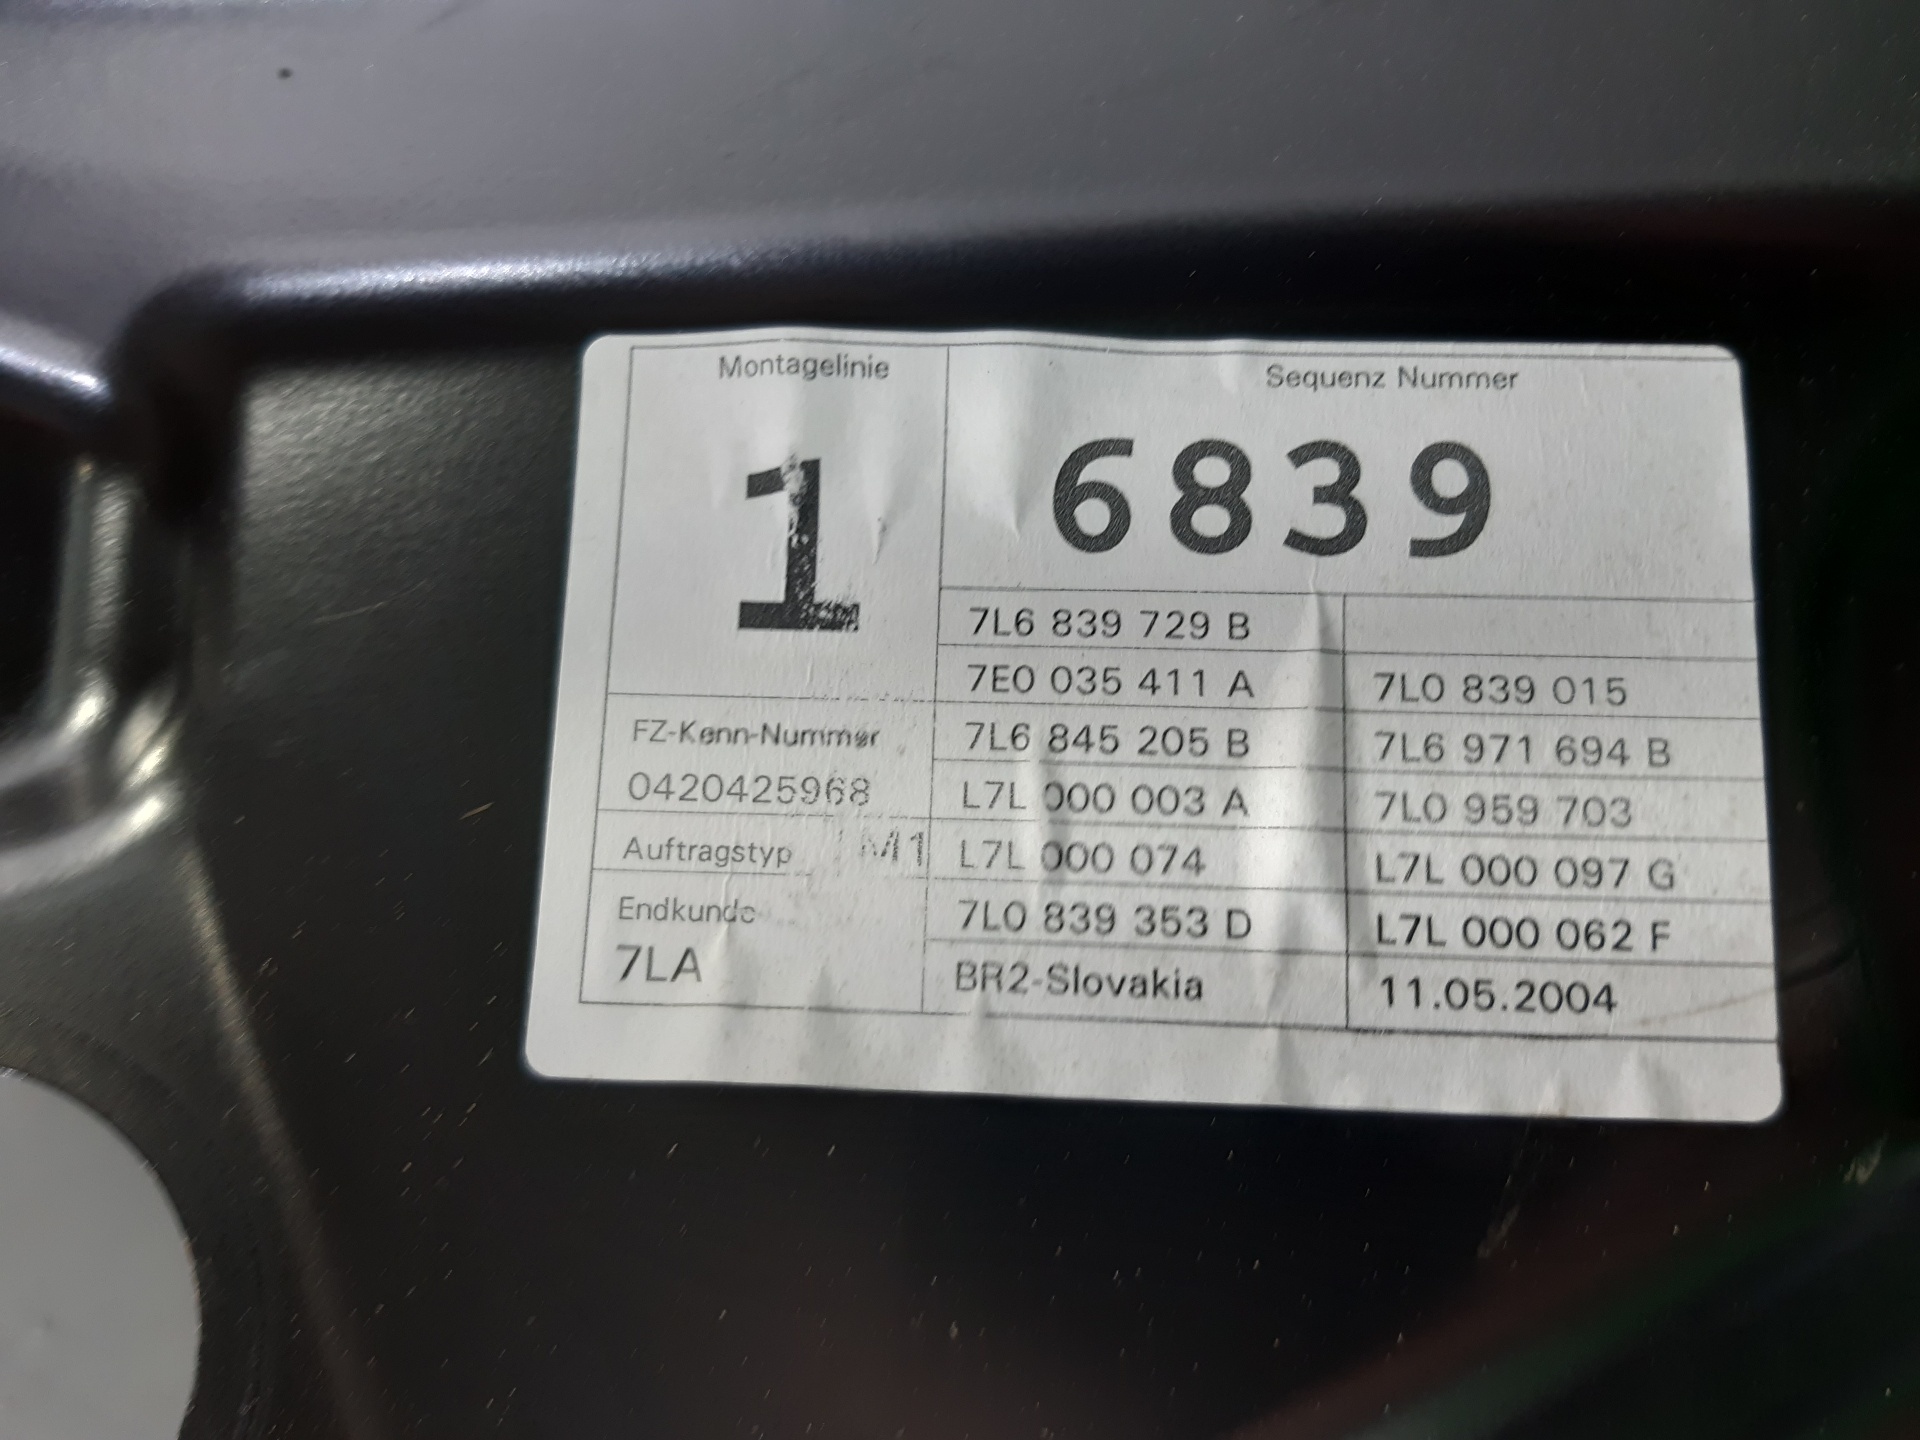 Montagelinie
1
Sequenz Nummer
6839
7L6 839 729 B
7E0 035 411 A
7L0 839 015
FZ-Kenn-Nummer
0420425968
7L6 845 205 B
7L6 971 694 B
L7L 000 003 A
7L0 959 703
Auftragstyp M1
L7L 000 074
L7L 000 097 G
Endkunde
7LA
7L0 839 353 D
L7L 000 062 F
BR2-Slovakia
11.05.2004